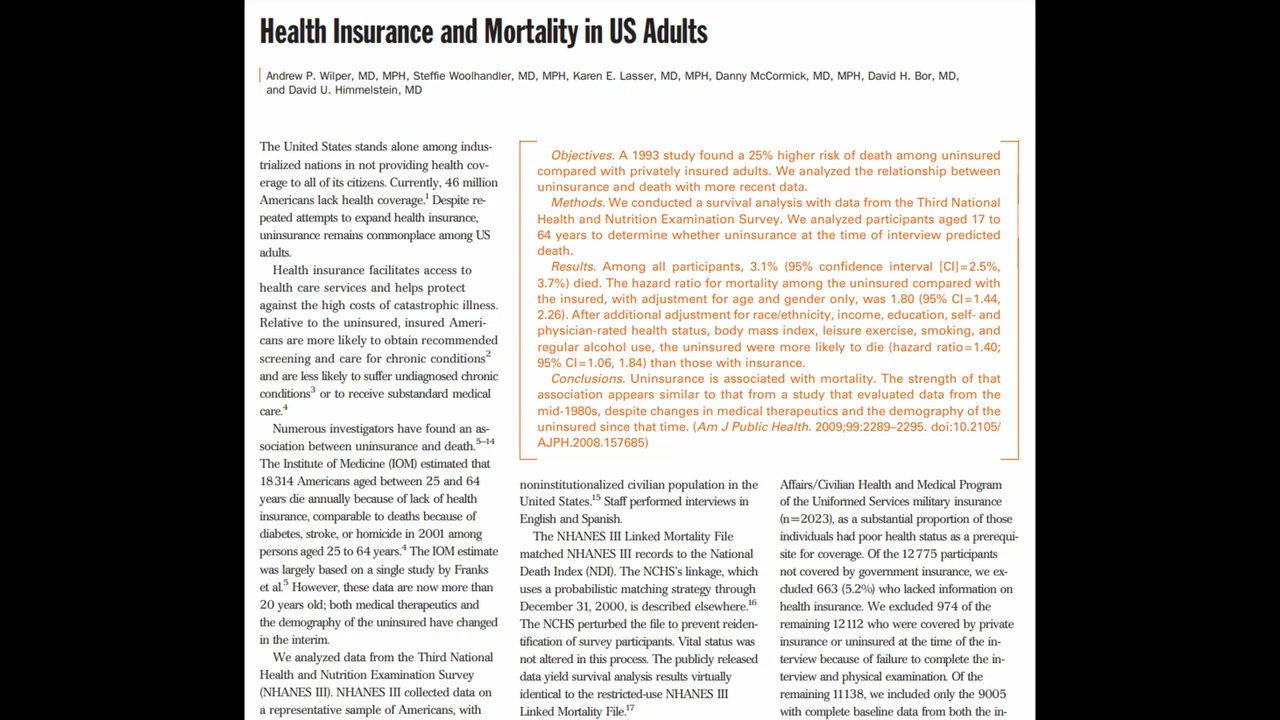 Health Insurance and Mortality in US Adults
Andrew P. Wilper, MD, MPH, Steffie Woolhandler, MD, MPH, Karen E. Lasser, MD, MPH, Danny McCormick, MD, MPH, David H. Bor, MD,
and David U. Himmelstein, MD
The United States stands alone among indus-
trialized nations in not providing health cov-
erage to all of its citizens. Currently, 46 million
Americans lack health coverage.1 Despite re-
peated attempts to expand health insurance,
uninsurance remains commonplace among US
adults.
Health insurance facilitates access to
health care services and helps protect
against the high costs of catastrophic illness.
Relative to the uninsured, insured Ameri-
cans are more likely to obtain recommended
screening and care for chronic conditions2
and are less likely to suffer undiagnosed chronic
conditions3 or to receive substandard medical
care.4
Numerous investigators have found an as-
sociation between uninsurance and death.5–14
The Institute of Medicine (IOM) estimated that
18 314 Americans aged between 25 and 64
years die annually because of lack of health
insurance, comparable to deaths because of
diabetes, stroke, or homicide in 2001 among
persons aged 25 to 64 years.4 The IOM estimate
was largely based on a single study by Franks
et al.5 However, these data are now more than
20 years old; both medical therapeutics and
the demography of the uninsured have changed
in the interim.
We analyzed data from the Third National
Health and Nutrition Examination Survey
(NHANES III). NHANES III collected data on
a representative sample of Americans, with
Objectives. A 1993 study found a 25% higher risk of death among uninsured
compared with privately insured adults. We analyzed the relationship between
uninsurance and death with more recent data.
Methods. We conducted a survival analysis with data from the Third National
Health and Nutrition Examination Survey. We analyzed participants aged 17 to
64 years to determine whether uninsurance at the time of interview predicted
death.
Results. Among all participants, 3.1% (95% confidence interval [CI]=2.5%,
3.7%) died. The hazard ratio for mortality among the uninsured compared with
the insured, with adjustment for age and gender only, was 1.80 (95% CI=1.44,
2.26). After additional adjustment for race/ethnicity, income, education, self- and
physician-rated health status, body mass index, leisure exercise, smoking, and
regular alcohol use, the uninsured were more likely to die (hazard ratio=1.40;
95% CI=1.06, 1.84) than those with insurance.
Conclusions. Uninsurance is associated with mortality. The strength of that
association appears similar to that from a study that evaluated data from the
mid-1980s, despite changes in medical therapeutics and the demography of the
uninsured since that time. (Am J Public Health. 2009;99:2289–2295. doi:10.2105/
AJPH.2008.157685)
noninstitutionalized civilian population in the
United States.15 Staff performed interviews in
English and Spanish.
The NHANES III Linked Mortality File
matched NHANES III records to the National
Death Index (NDI). The NCHS's linkage, which
uses a probabilistic matching strategy through
December 31, 2000, is described elsewhere.16
The NCHS perturbed the file to prevent reiden-
tification of survey participants. Vital status was
not altered in this process. The publicly released
data yield survival analysis results virtually
identical to the restricted-use NHANES III
Linked Mortality File.17
Affairs/Civilian Health and Medical Program
of the Uniformed Services military insurance
(n=2023), as a substantial proportion of those
individuals had poor health status as a prerequi-
site for coverage. Of the 12 775 participants
not covered by government insurance, we ex-
cluded 663 (5.2%) who lacked information on
health insurance. We excluded 974 of the
remaining 12 112 who were covered by private
insurance or uninsured at the time of the in-
terview because of failure to complete the in-
terview and physical examination. Of the
remaining 11 138, we included only the 9005
with complete baseline data from both the in-